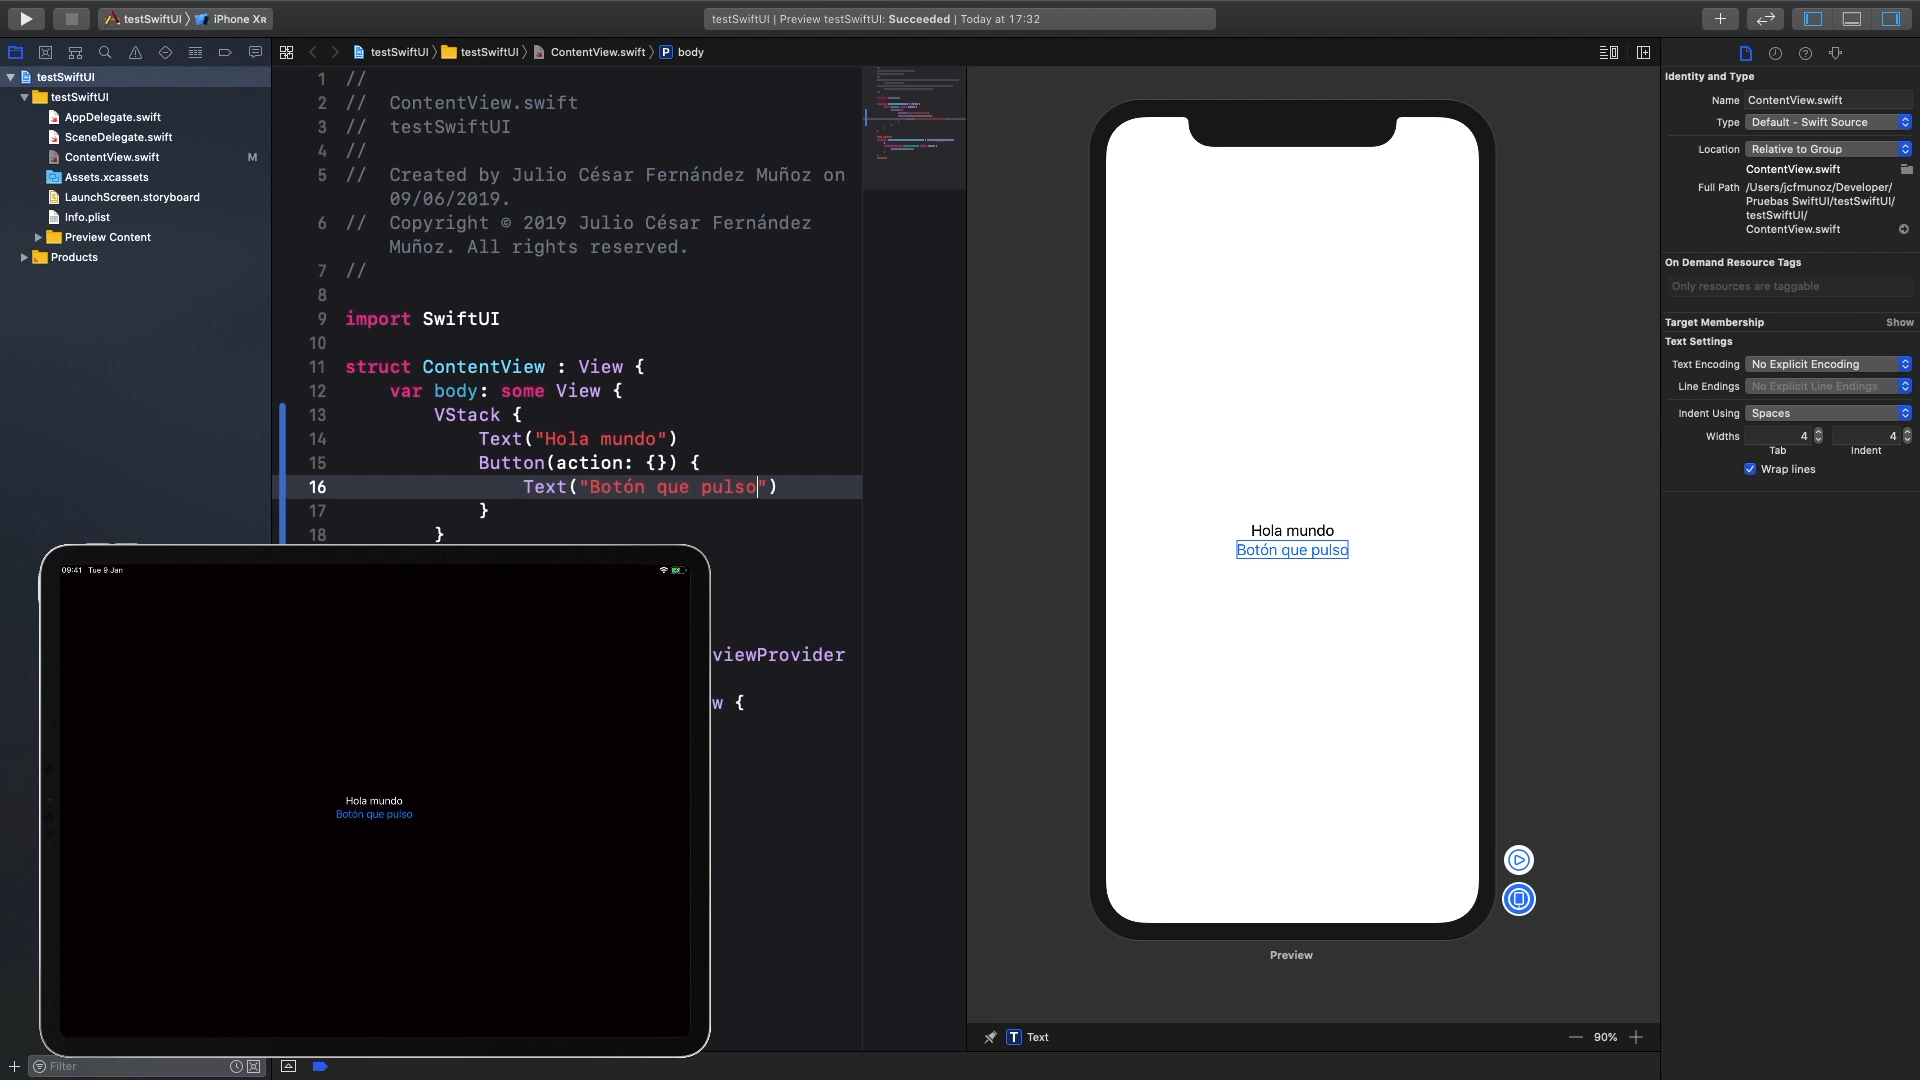 testSwiftUI
iPhone XR
testSwiftUI | Preview testSwiftUI: Succeeded | Today at 17:32
testSwiftUI
testSwiftUI
ContentView.swift
P
body
testSwiftUI
testSwiftUI
AppDelegate.swift
SceneDelegate.swift
ContentView.swift
M
Assets.xcassets
LaunchScreen.storyboard
Info.plist
Preview Content
Products
1 //
2 // ContentView.swift
3 // testSwiftUI
4 //
5 // Created by Julio César Fernández Muñoz on
09/06/2019.
6 // Copyright © 2019 Julio César Fernández
Muñoz. All rights reserved.
7 //
8
9 import SwiftUI
10
11 struct ContentView : View {
12 var body: some View {
13 VStack {
14 Text("Hola mundo")
15 Button(action: {}) {
16 Text("Botón que pulso")
17 }
18 }
viewProvider
w {
09:41 Tue 9 Jan
Hola mundo
Botón que pulso
Hola mundo
Botón que pulso
Preview
T Text
90%
Filter
Identity and Type
Name ContentView.swift
Type Default - Swift Source
Location Relative to Group
ContentView.swift
Full Path /Users/jcfmunoz/Developer/
Pruebas SwiftUI/testSwiftUI/
testSwiftUI/
ContentView.swift
On Demand Resource Tags
Only resources are taggable
Target Membership Show
Text Settings
Text Encoding No Explicit Encoding
Line Endings No Explicit Line Endings
Indent Using Spaces
Widths 4 4
Tab Indent
Wrap lines